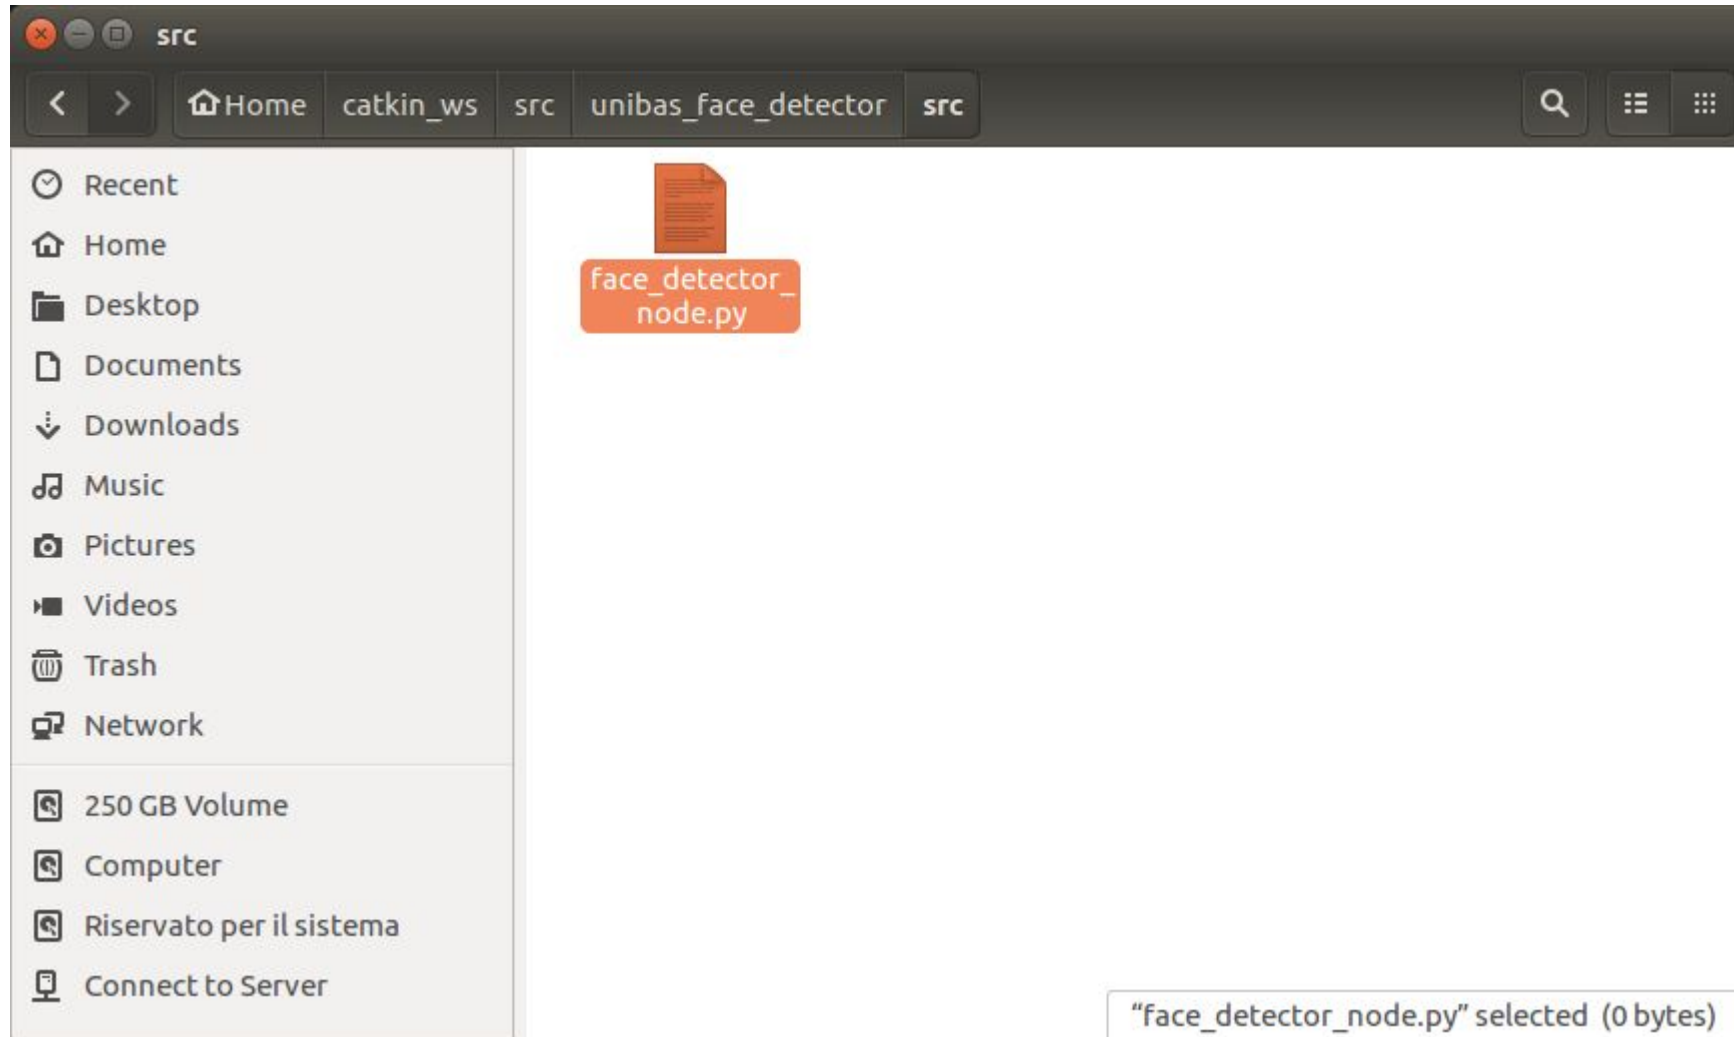 src
Home catkin_ws src unibas_face_detector src
Recent
Home
Desktop
Documents
Downloads
Music
Pictures
Videos
Trash
Network
250 GB Volume
Computer
Riservato per il sistema
Connect to Server
face_detector_
node.py
“face_detector_node.py” selected (0 bytes)